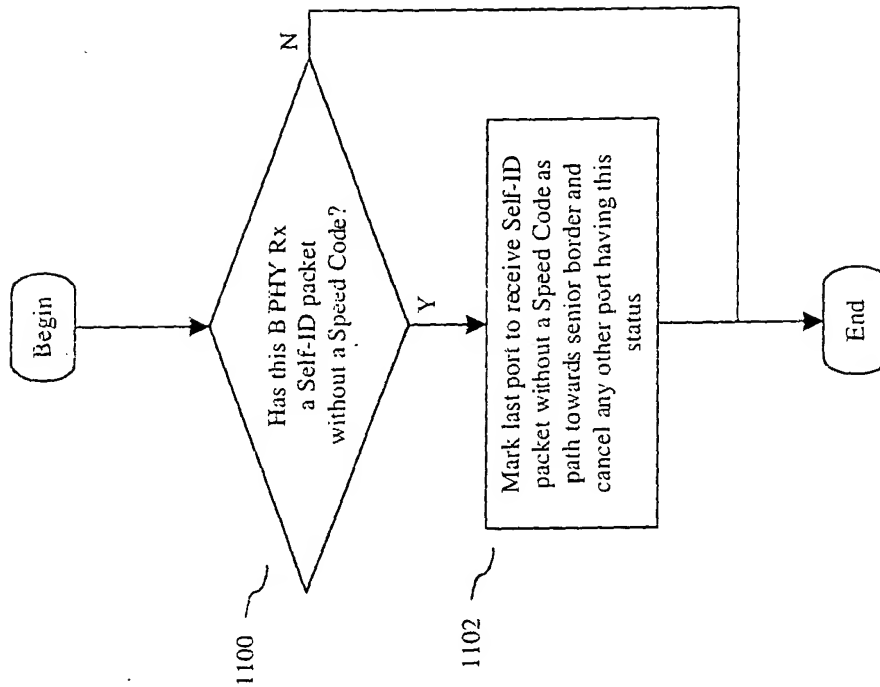 Begin
Has this B PHY Rx
a Self-ID packet
without a Speed Code?
N
Y
1100
Mark last port to receive Self-ID
packet without a Speed Code as
path towards senior border and
cancel any other port having this
status
1102
End